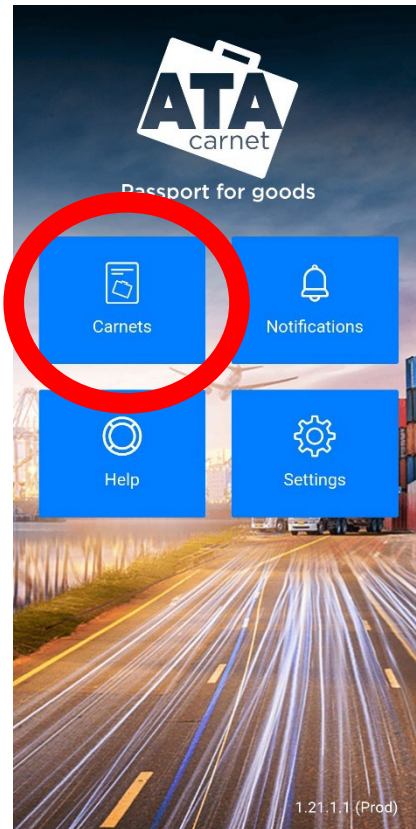 ATA
carnet
Passport for goods
Carnets
Notifications
Help
Settings
1.21.1.1 (Prod)